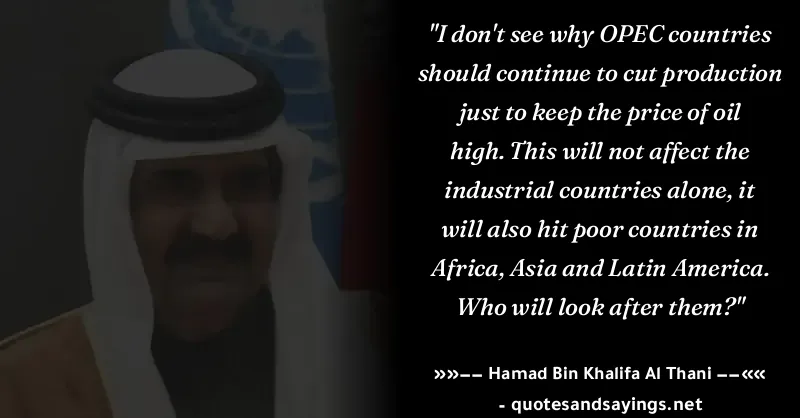 "I don't see why OPEC countries
should continue to cut production
just to keep the price of oil
high. This will not affect the
industrial countries alone, it
will also hit poor countries in
Africa, Asia and Latin America.
Who will look after them?"
»»–– Hamad Bin Khalifa Al Thani ––««
- quotesandsayings.net